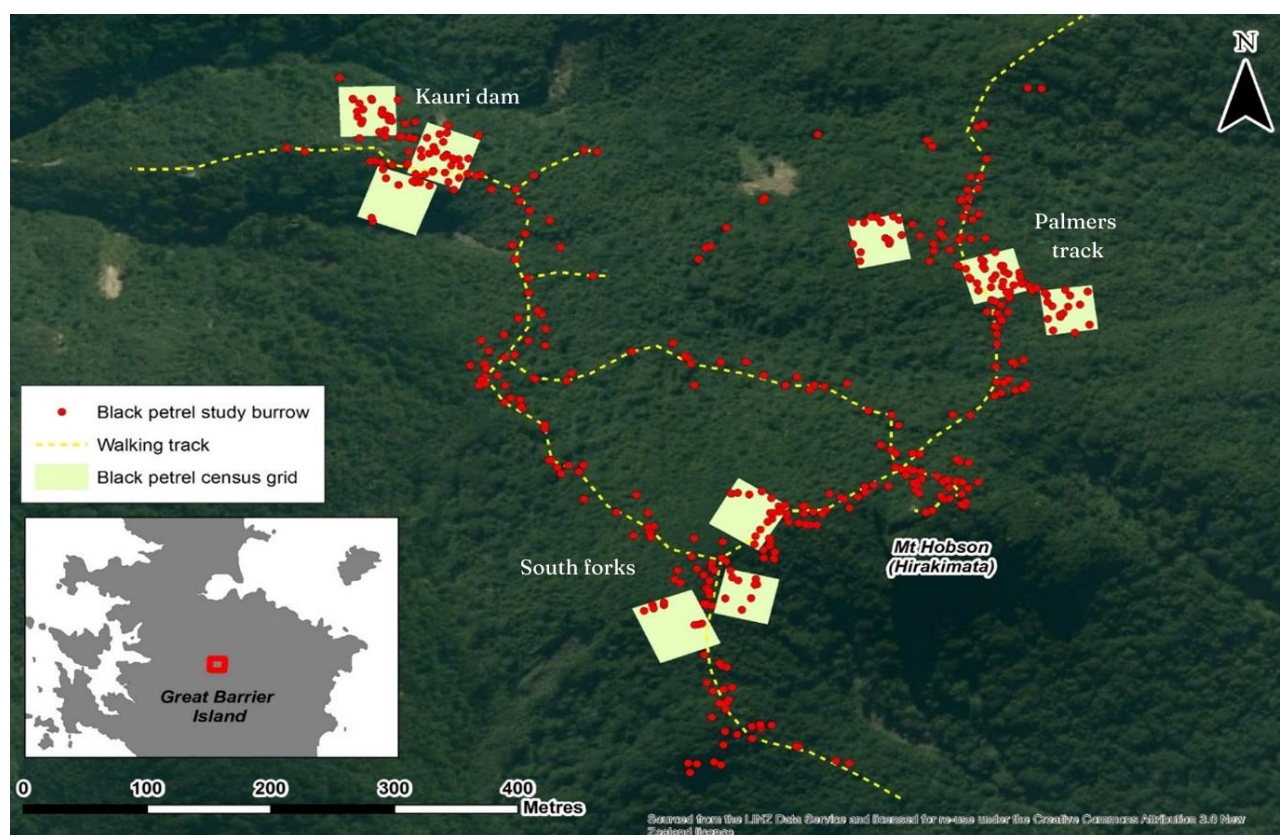 N
Kauri dam
Palmers
track
Black petrel study burrow
Walking track
Black petrel census grid
South forks
Mt Hobson
(Hirakimata)
Great Barrier
Island
0 100 200 300 400
Metres
Sourced from the LINZ Data Service and licensed for re-use under the Creative Commons Attribution 3.0 New
Zealand licence